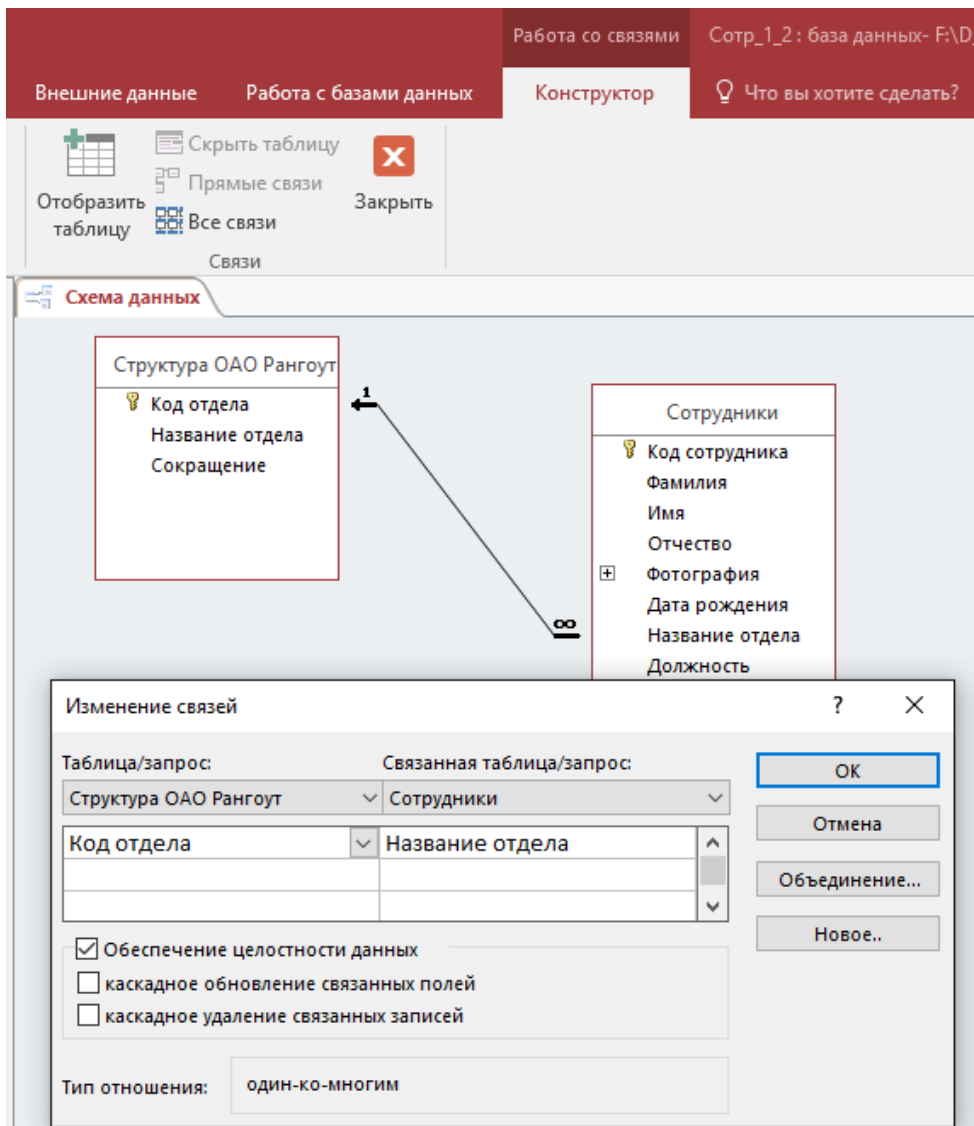 Работа со связями Сотр_1_2 : база данных- F:\D_
Внешние данные Работа с базами данных Конструктор Что вы хотите сделать?
Отобразить таблицу
Скрыть таблицу
Прямые связи
Все связи
Закрыть
Связи
Схема данных
Структура ОАО Рангоут
Код отдела
Название отдела
Сокращение
1
∞
Сотрудники
Код сотрудника
Фамилия
Имя
Отчество
Фотография
Дата рождения
Название отдела
Должность
Изменение связей ?
Таблица/запрос: Связанная таблица/запрос:
Структура ОАО Рангоут Сотрудники
Код отдела Название отдела
Обеспечение целостности данных
каскадное обновление связанных полей
каскадное удаление связанных записей
Тип отношения: один-ко-многим
ОК
Отмена
Объединение...
Новое..